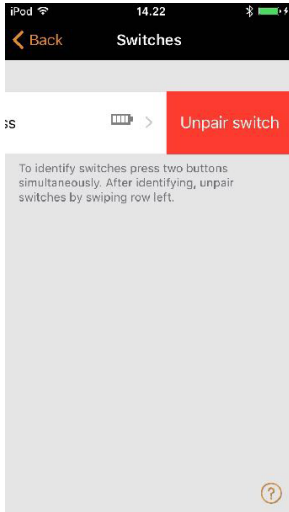 iPod 14.22
Back Switches
ss Unpair switch
To identify switches press two buttons
simultaneously. After identifying, unpair
switches by swiping row left.
?